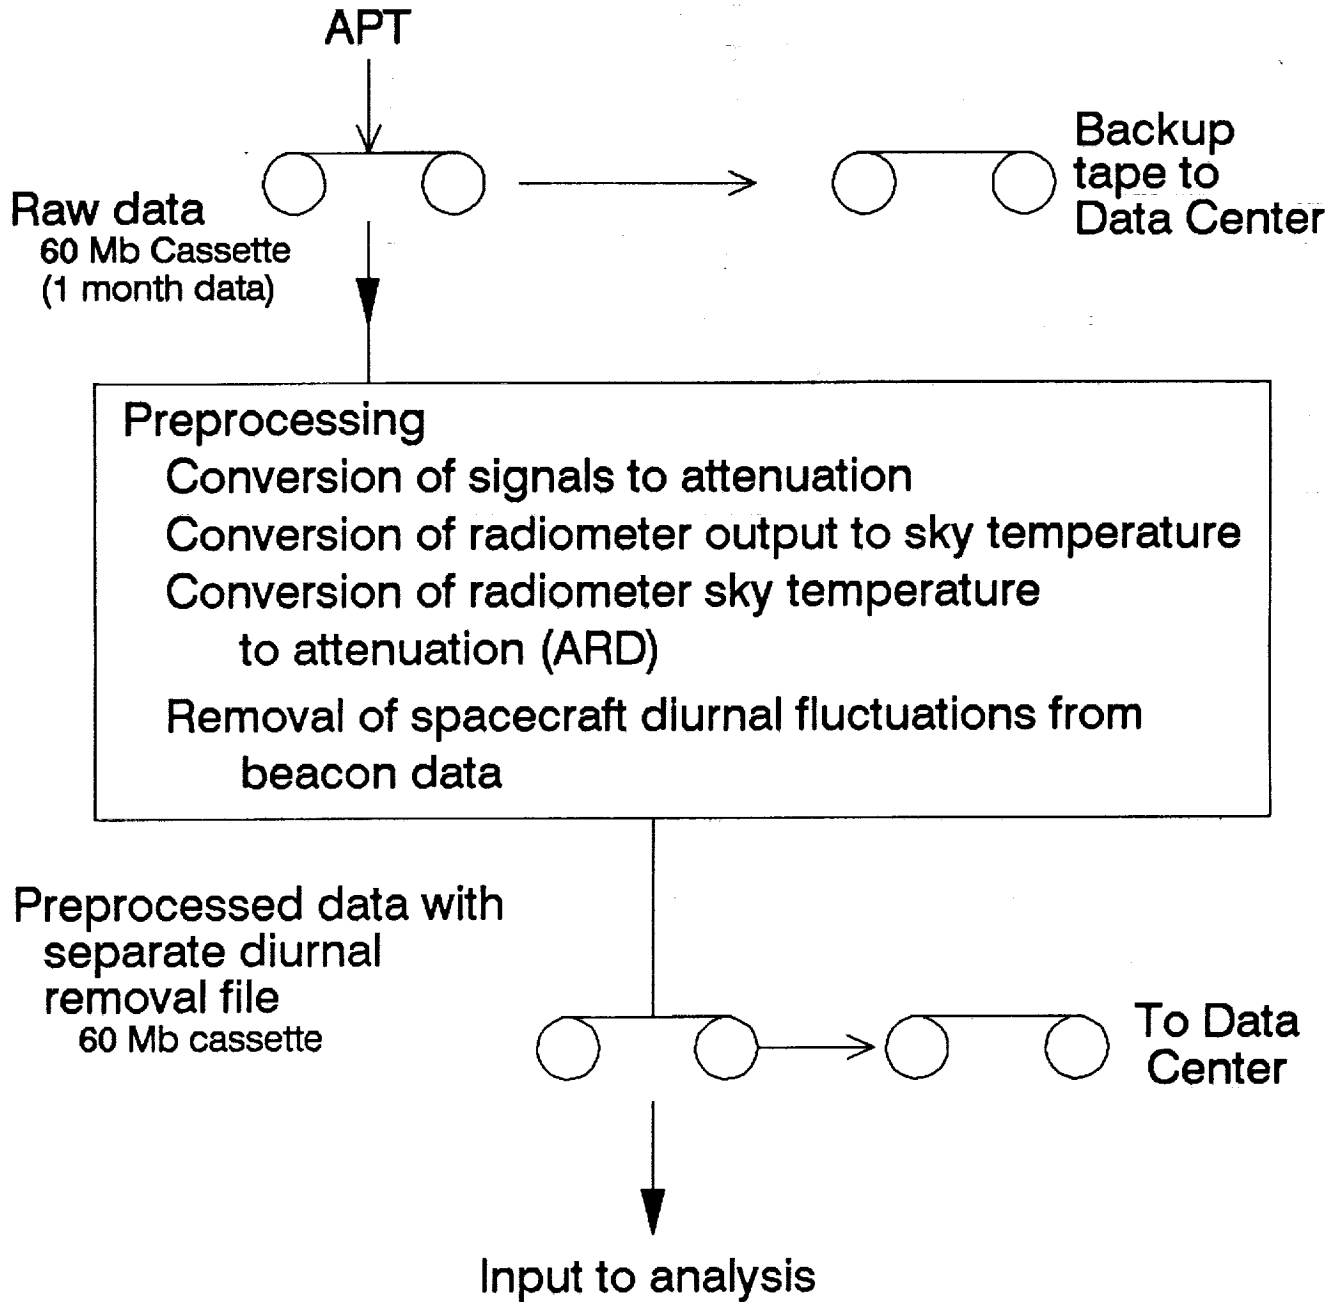 APT
Backup
tape to
Data Center
Raw data
60 Mb Cassette
(1 month data)
Preprocessing
Conversion of signals to attenuation
Conversion of radiometer output to sky temperature
Conversion of radiometer sky temperature
to attenuation (ARD)
Removal of spacecraft diurnal fluctuations from
beacon data
Preprocessed data with
separate diurnal
removal file
60 Mb cassette
To Data
Center
Input to analysis